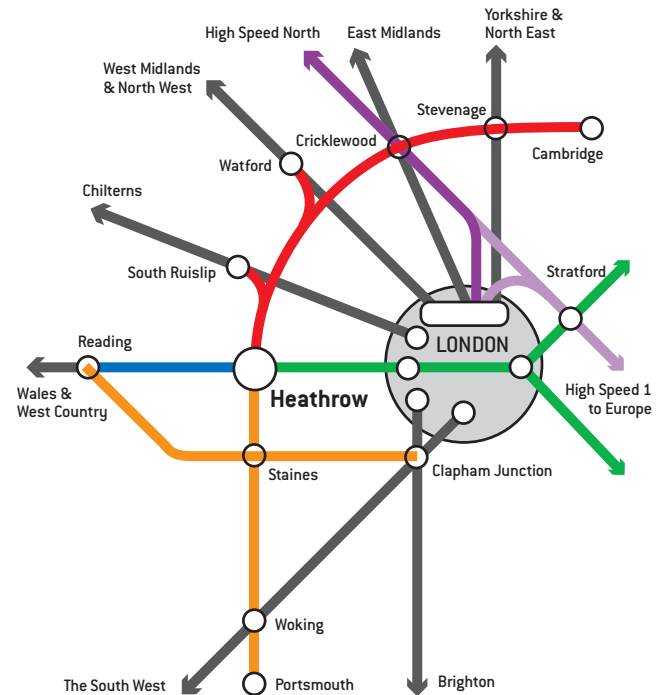 Yorkshire &
North East
High Speed North
East Midlands
West Midlands
& North West
Stevenage
Cricklewood
Cambridge
Watford
Chilterns
South Ruislip
Stratford
Reading
LONDON
Heathrow
Wales &
West Country
High Speed 1
to Europe
Staines
Clapham Junction
Woking
The South West
Portsmouth
Brighton